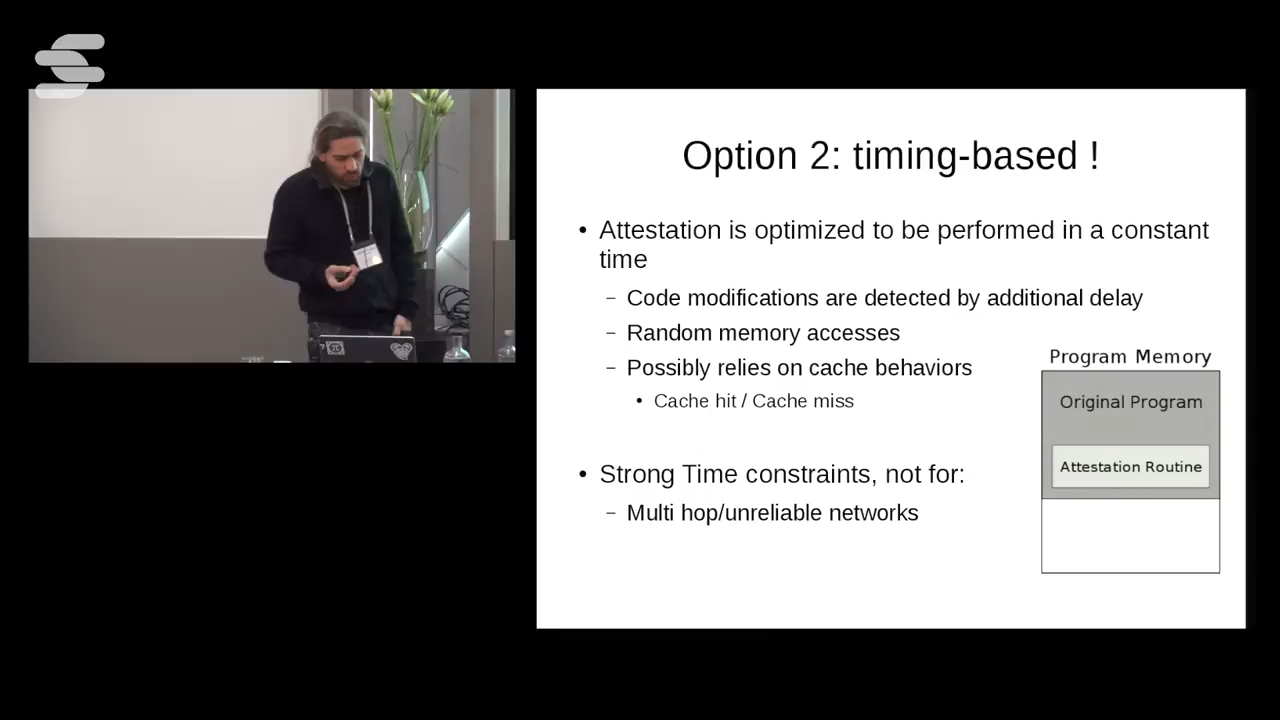 Option 2: timing-based !
• Attestation is optimized to be performed in a constant
time
– Code modifications are detected by additional delay
– Random memory accesses
– Possibly relies on cache behaviors
• Cache hit / Cache miss
• Strong Time constraints, not for:
– Multi hop/unreliable networks
Program Memory
Original Program
Attestation Routine